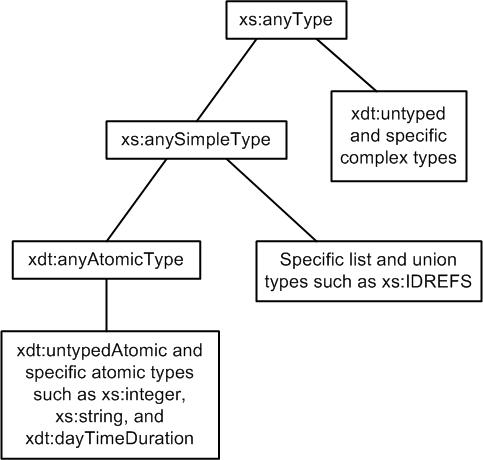 xs:anyType
xdt:untyped
and specific
complex types
xs:anySimpleType
xdt:anyAtomicType
Specific list and union
types such as xs:IDREFS
xdt:untypedAtomic and
specific atomic types
such as xs:integer,
xs:string, and
xdt:dayTimeDuration